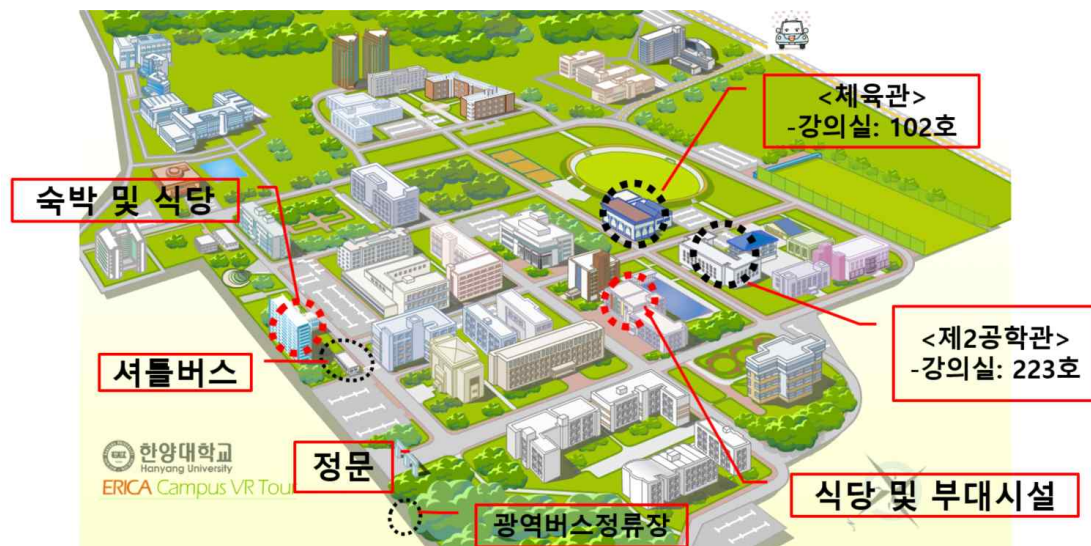 <체육관>
-강의실: 102호
숙박 및 식당
<제2공학관>
-강의실: 223호
셔틀버스
한양대학교
Hanyang University
ERICA Campus VR Tour
정문
식당 및 부대시설
광역버스정류장